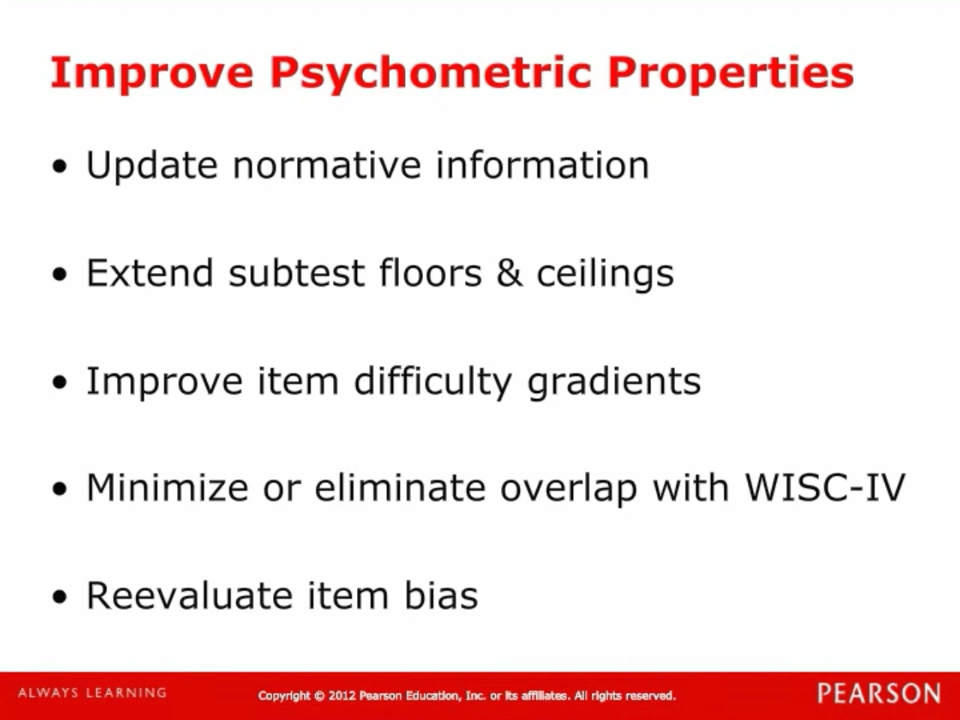 Improve Psychometric Properties
• Update normative information
• Extend subtest floors & ceilings
• Improve item difficulty gradients
• Minimize or eliminate overlap with WISC-IV
• Reevaluate item bias
ALWAYS LEARNING
Copyright © 2012 Pearson Education, Inc. or its affiliates. All rights reserved.
PEARSON